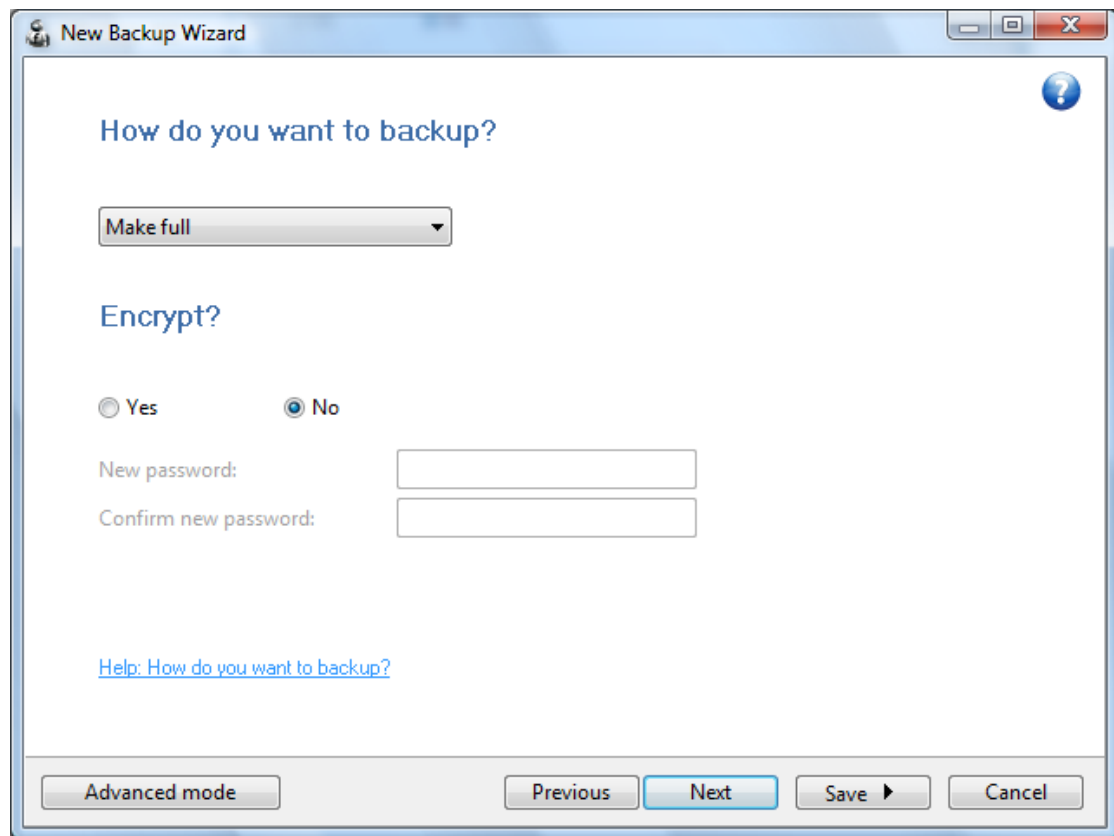 New Backup Wizard
How do you want to backup?
Make full
Encrypt?
Yes No
New password:
Confirm new password:
Help: How do you want to backup?
Advanced mode Previous Next Save Cancel